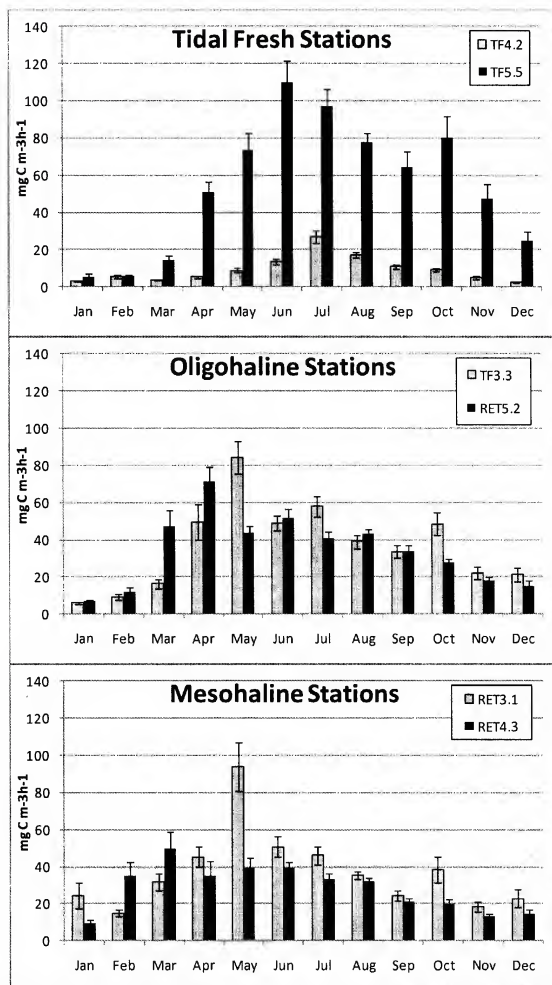 Tidal Fresh Stations
TF4.2
TF5.5
140
120
100
80
60
40
20
0
mg C m-3h-1
Jan Feb Mar Apr May Jun Jul Aug Sep Oct Nov Dec
Oligohaline Stations
TF3.3
RET5.2
140
120
100
80
60
40
20
0
mg C m-3h-1
Jan Feb Mar Apr May Jun Jul Aug Sep Oct Nov Dec
Mesohaline Stations
RET3.1
RET4.3
140
120
100
80
60
40
20
0
mg C m-3h-1
Jan Feb Mar Apr May Jun Jul Aug Sep Oct Nov Dec